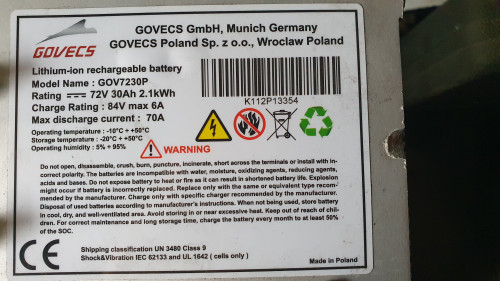 GOVECS GmbH, Munich Germany
GOVECS Poland Sp. z o.o., Wroclaw Poland
GOVECS
Lithium-ion rechargeable battery
Model Name : GOV7230P
Rating ⎓ 72V 30Ah 2.1kWh
Charge Rating : 84V max 6A
Max discharge current : 70A
K112P13354
Operating temperature : -10°C ÷ +50°C
Storage temperature : -20°C ÷ +50°C
Operating humidity : 5% ÷ 95%
WARNING
Do not open, disassemble, crush, burn, puncture, incinerate, short across the terminals or install with in-
correct polarity. The batteries are incompatible with water, moisture, oxidizing agents, reducing agents,
acids and bases. Do not expose battery to heat or fire as it can result in shortened battery life. Explosion
might occur if battery is incorrectly replaced. Replace only with the same or equivalent type recom-
mended by the manufacturer. Charge only with specific charger recommended by the manufacturer.
Disposal of used batteries according to manufacturer's instructions. When not being used, store battery
in cool, dry, and well-ventilated area. Avoid storing in or near excessive heat. Keep out of reach of chil-
dren. For correct maintenance and long storage time, charge the battery every month to at least 50%
of the SOC.
CE
Shipping classification UN 3480 Class 9
Shock&Vibration IEC 62133 and UL 1642 ( cells only )
Made in Poland